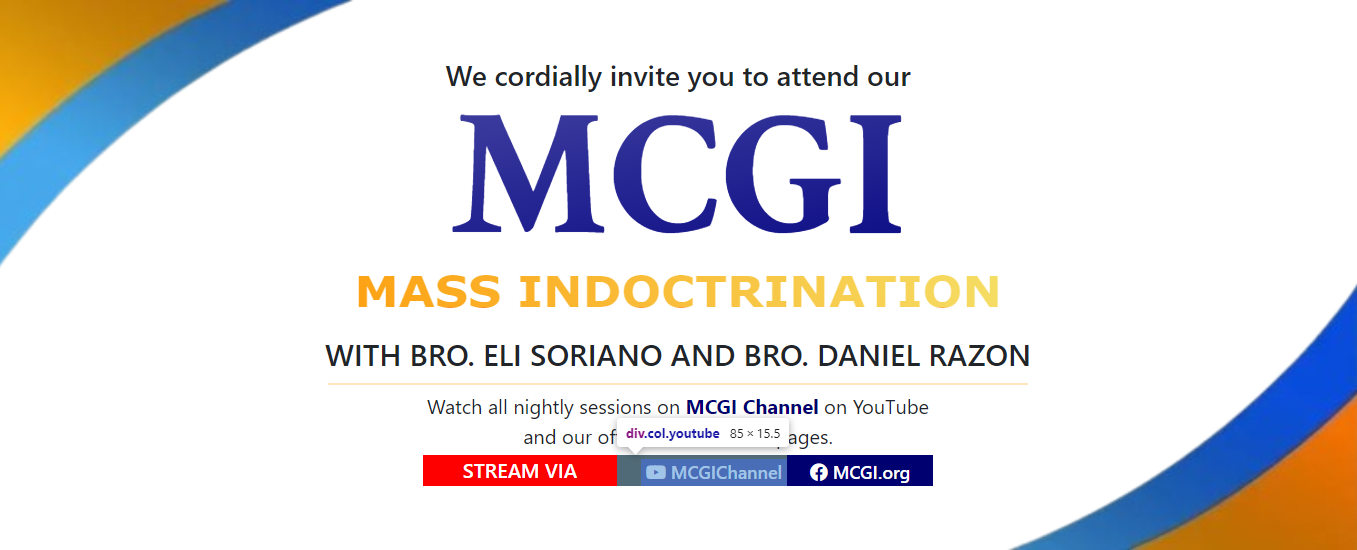 We cordially invite you to attend our
MCGI
MASS INDOCTRINATION
WITH BRO. ELI SORIANO AND BRO. DANIEL RAZON
Watch all nightly sessions on MCGI Channel on YouTube
and our of ages.
div.col.youtube 85 × 15.5
STREAM VIA MCGIChannel MCGI.org